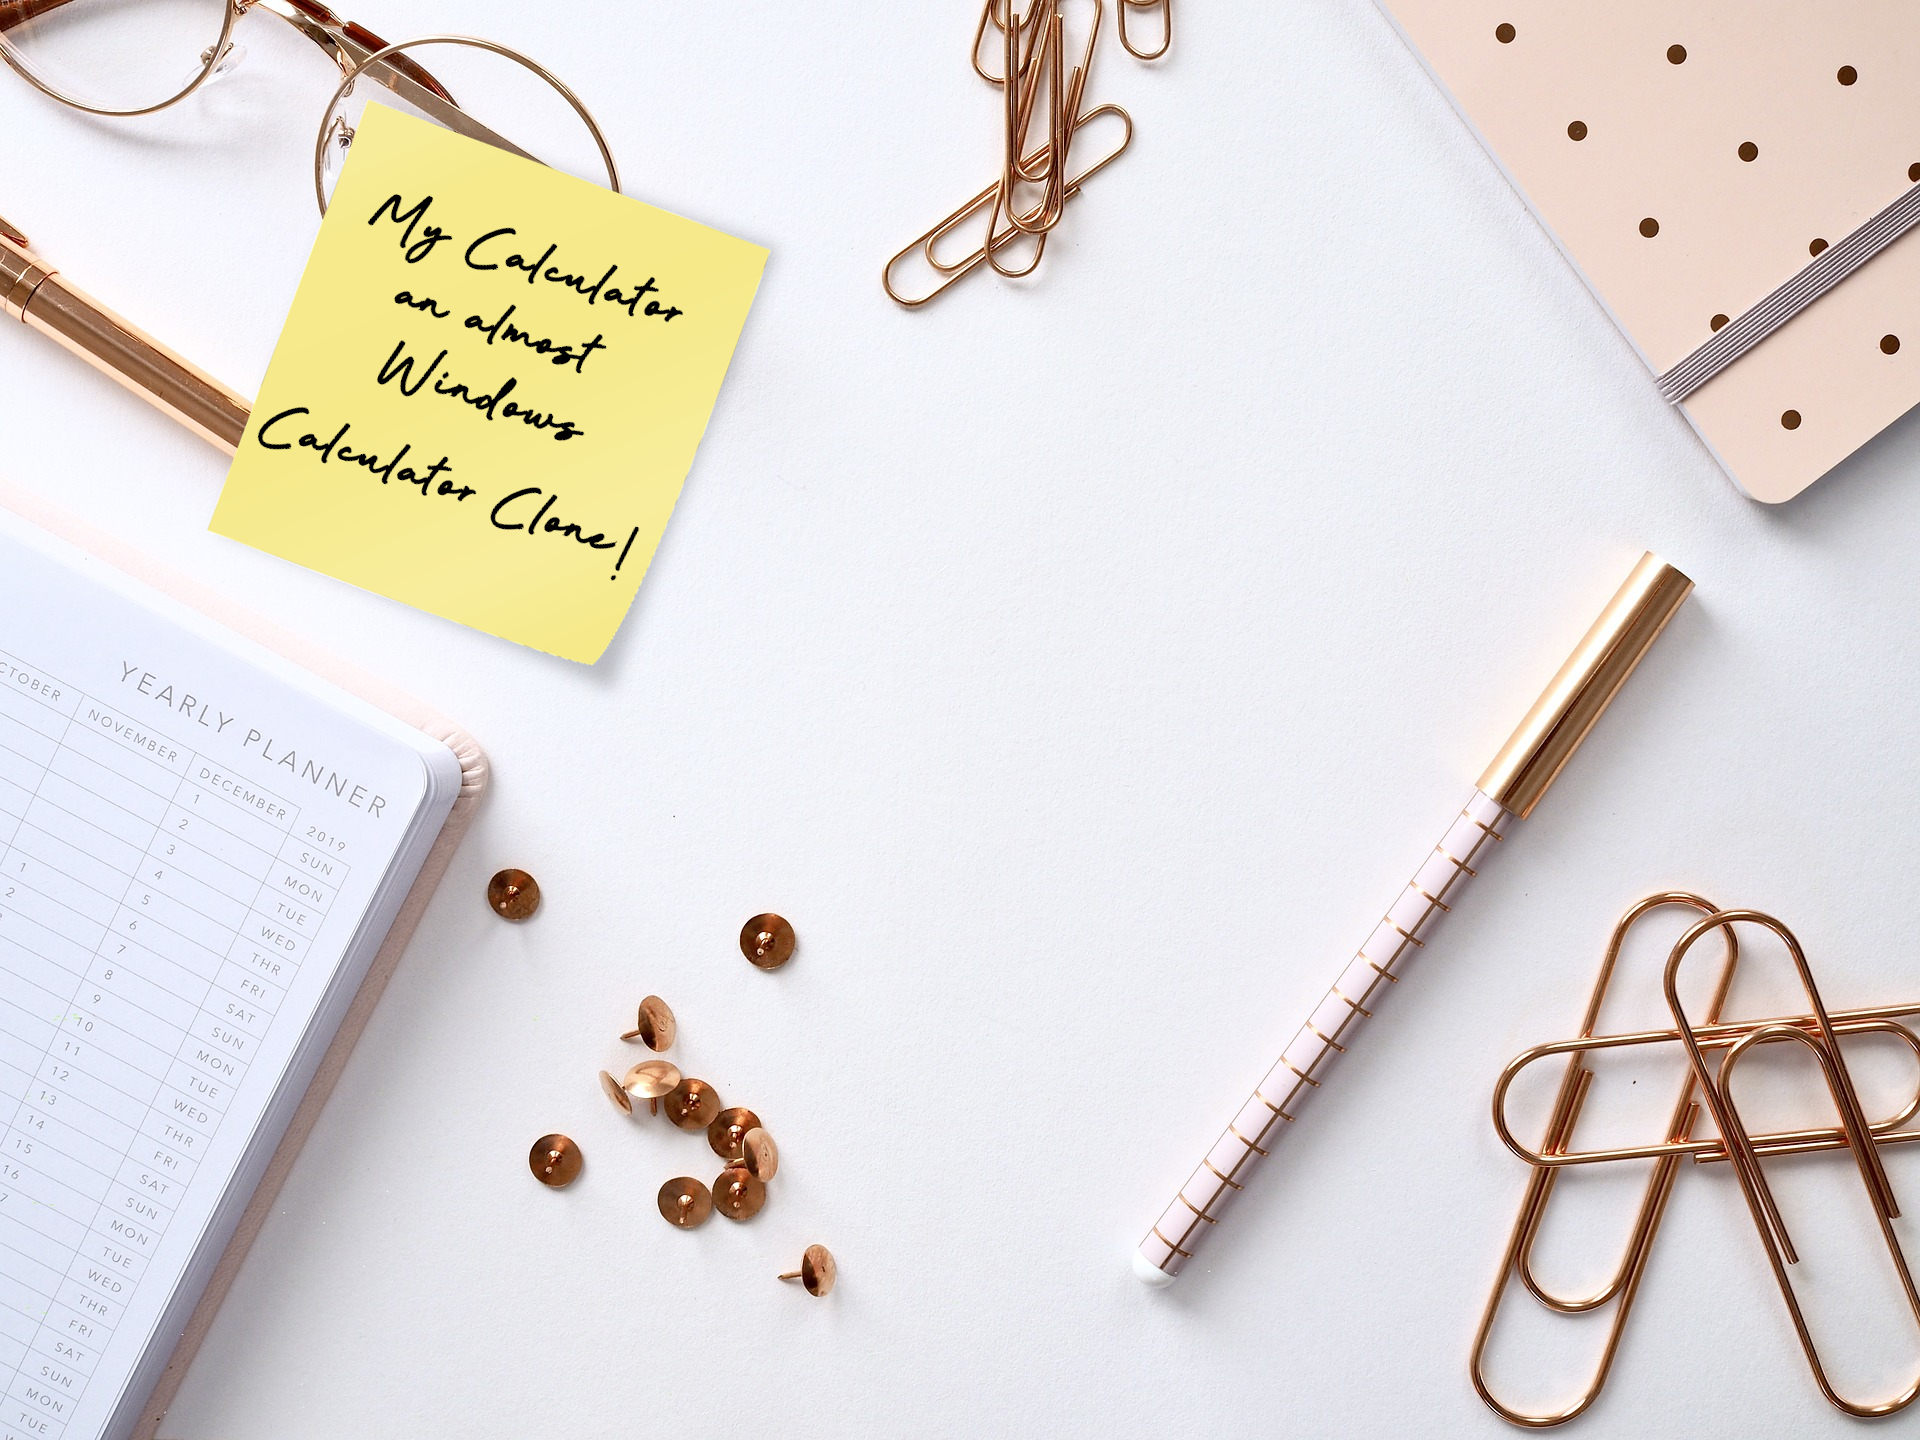 My Calculator
an almost
Windows
Calculator Clone!
YEARLY PLANNER
CTOBER NOVEMBER DECEMBER 2019
1 SUN
2 MON
3 TUE
4 WED
5 THR
1 6 FRI
2 7 SAT
8 SUN
9 MON
10 TUE
11 WED
12 THR
13 FRI
14 SAT
15 SUN
16 MON
7 TUE
WED
THR
FRI
SAT
SUN
MON
TUE